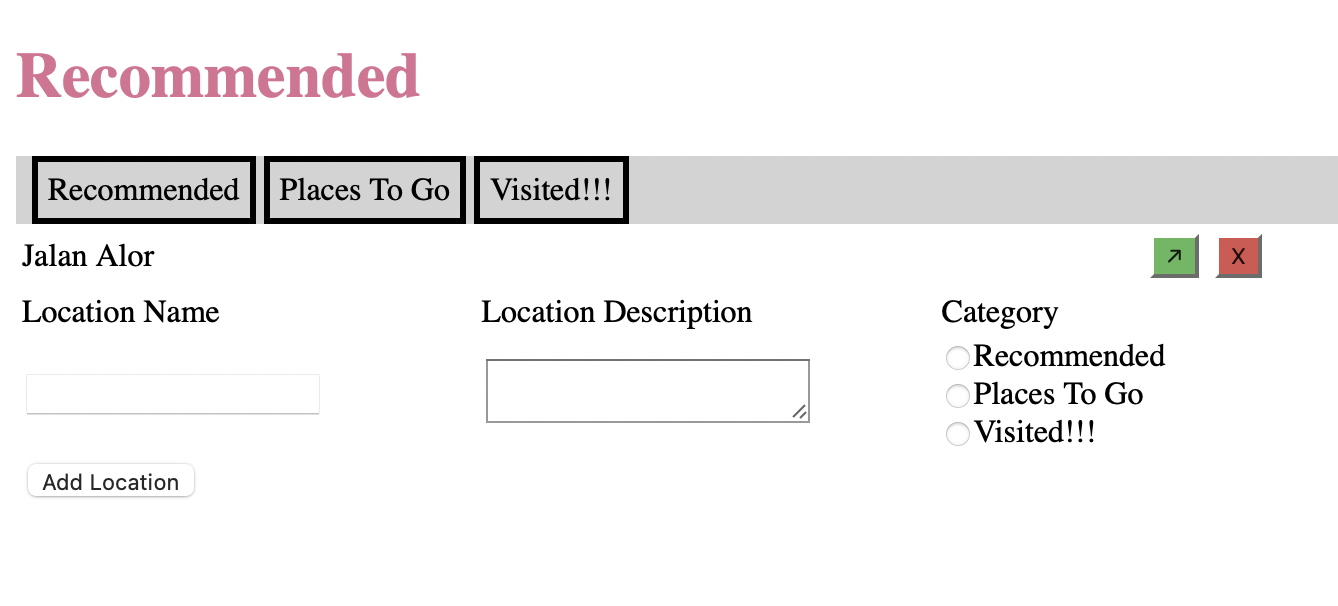 Recommended
Recommended Places To Go Visited!!!
Jalan Alor ↗ X
Location Name Location Description Category
Recommended
Places To Go
Visited!!!
Add Location